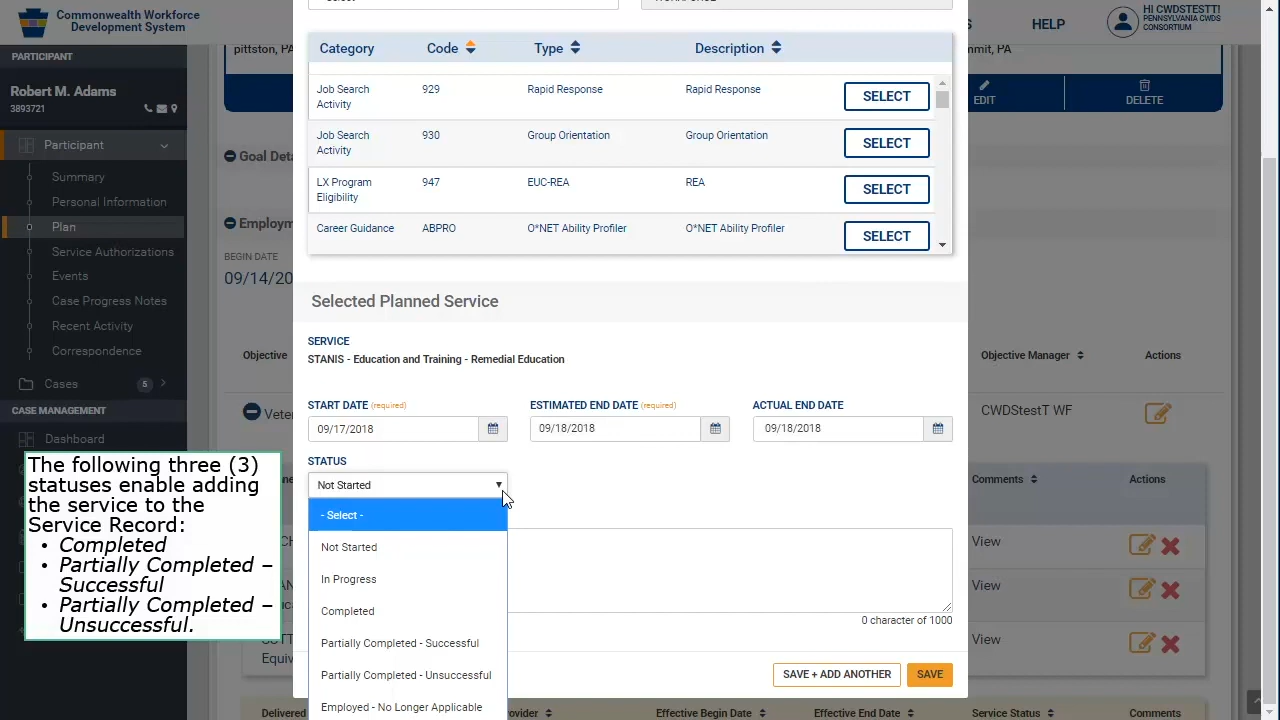 Commonwealth Workforce
Development System
HELP
HI CWDSTESTT!
PENNSYLVANIA CWDS
CONSORTIUM
PARTICIPANT
Robert M. Adams
3893721
Participant
Summary
Personal Information
Plan
Service Authorizations
Events
Case Progress Notes
Recent Activity
Correspondence
Cases 5
CASE MANAGEMENT
Dashboard
The following three (3)
statuses enable adding
the service to the
Service Record:
• Completed
• Partially Completed –
Successful
• Partially Completed –
Unsuccessful.
pittston, PA
mmit, PA
EDIT
DELETE
Goal Deta
Employm
BEGIN DATE
09/14/20
Objective
Objective Manager
Actions
Veter
CWDStestT WF
Comments
Actions
View
View
View
Equiv
Delivered
rovider
Effective Begin Date
Effective End Date
Service Status
Comments
Category Code Type Description
Job Search
Activity
929 Rapid Response Rapid Response SELECT
Job Search
Activity
930 Group Orientation Group Orientation SELECT
LX Program
Eligibility
947 EUC-REA REA SELECT
Career Guidance ABPRO O*NET Ability Profiler O*NET Ability Profiler SELECT
Selected Planned Service
SERVICE
STANIS - Education and Training - Remedial Education
START DATE (required) ESTIMATED END DATE (required) ACTUAL END DATE
09/17/2018 09/18/2018 09/18/2018
STATUS
Not Started
- Select -
Not Started
In Progress
Completed
Partially Completed - Successful
Partially Completed - Unsuccessful
Employed - No Longer Applicable
0 character of 1000
SAVE + ADD ANOTHER SAVE